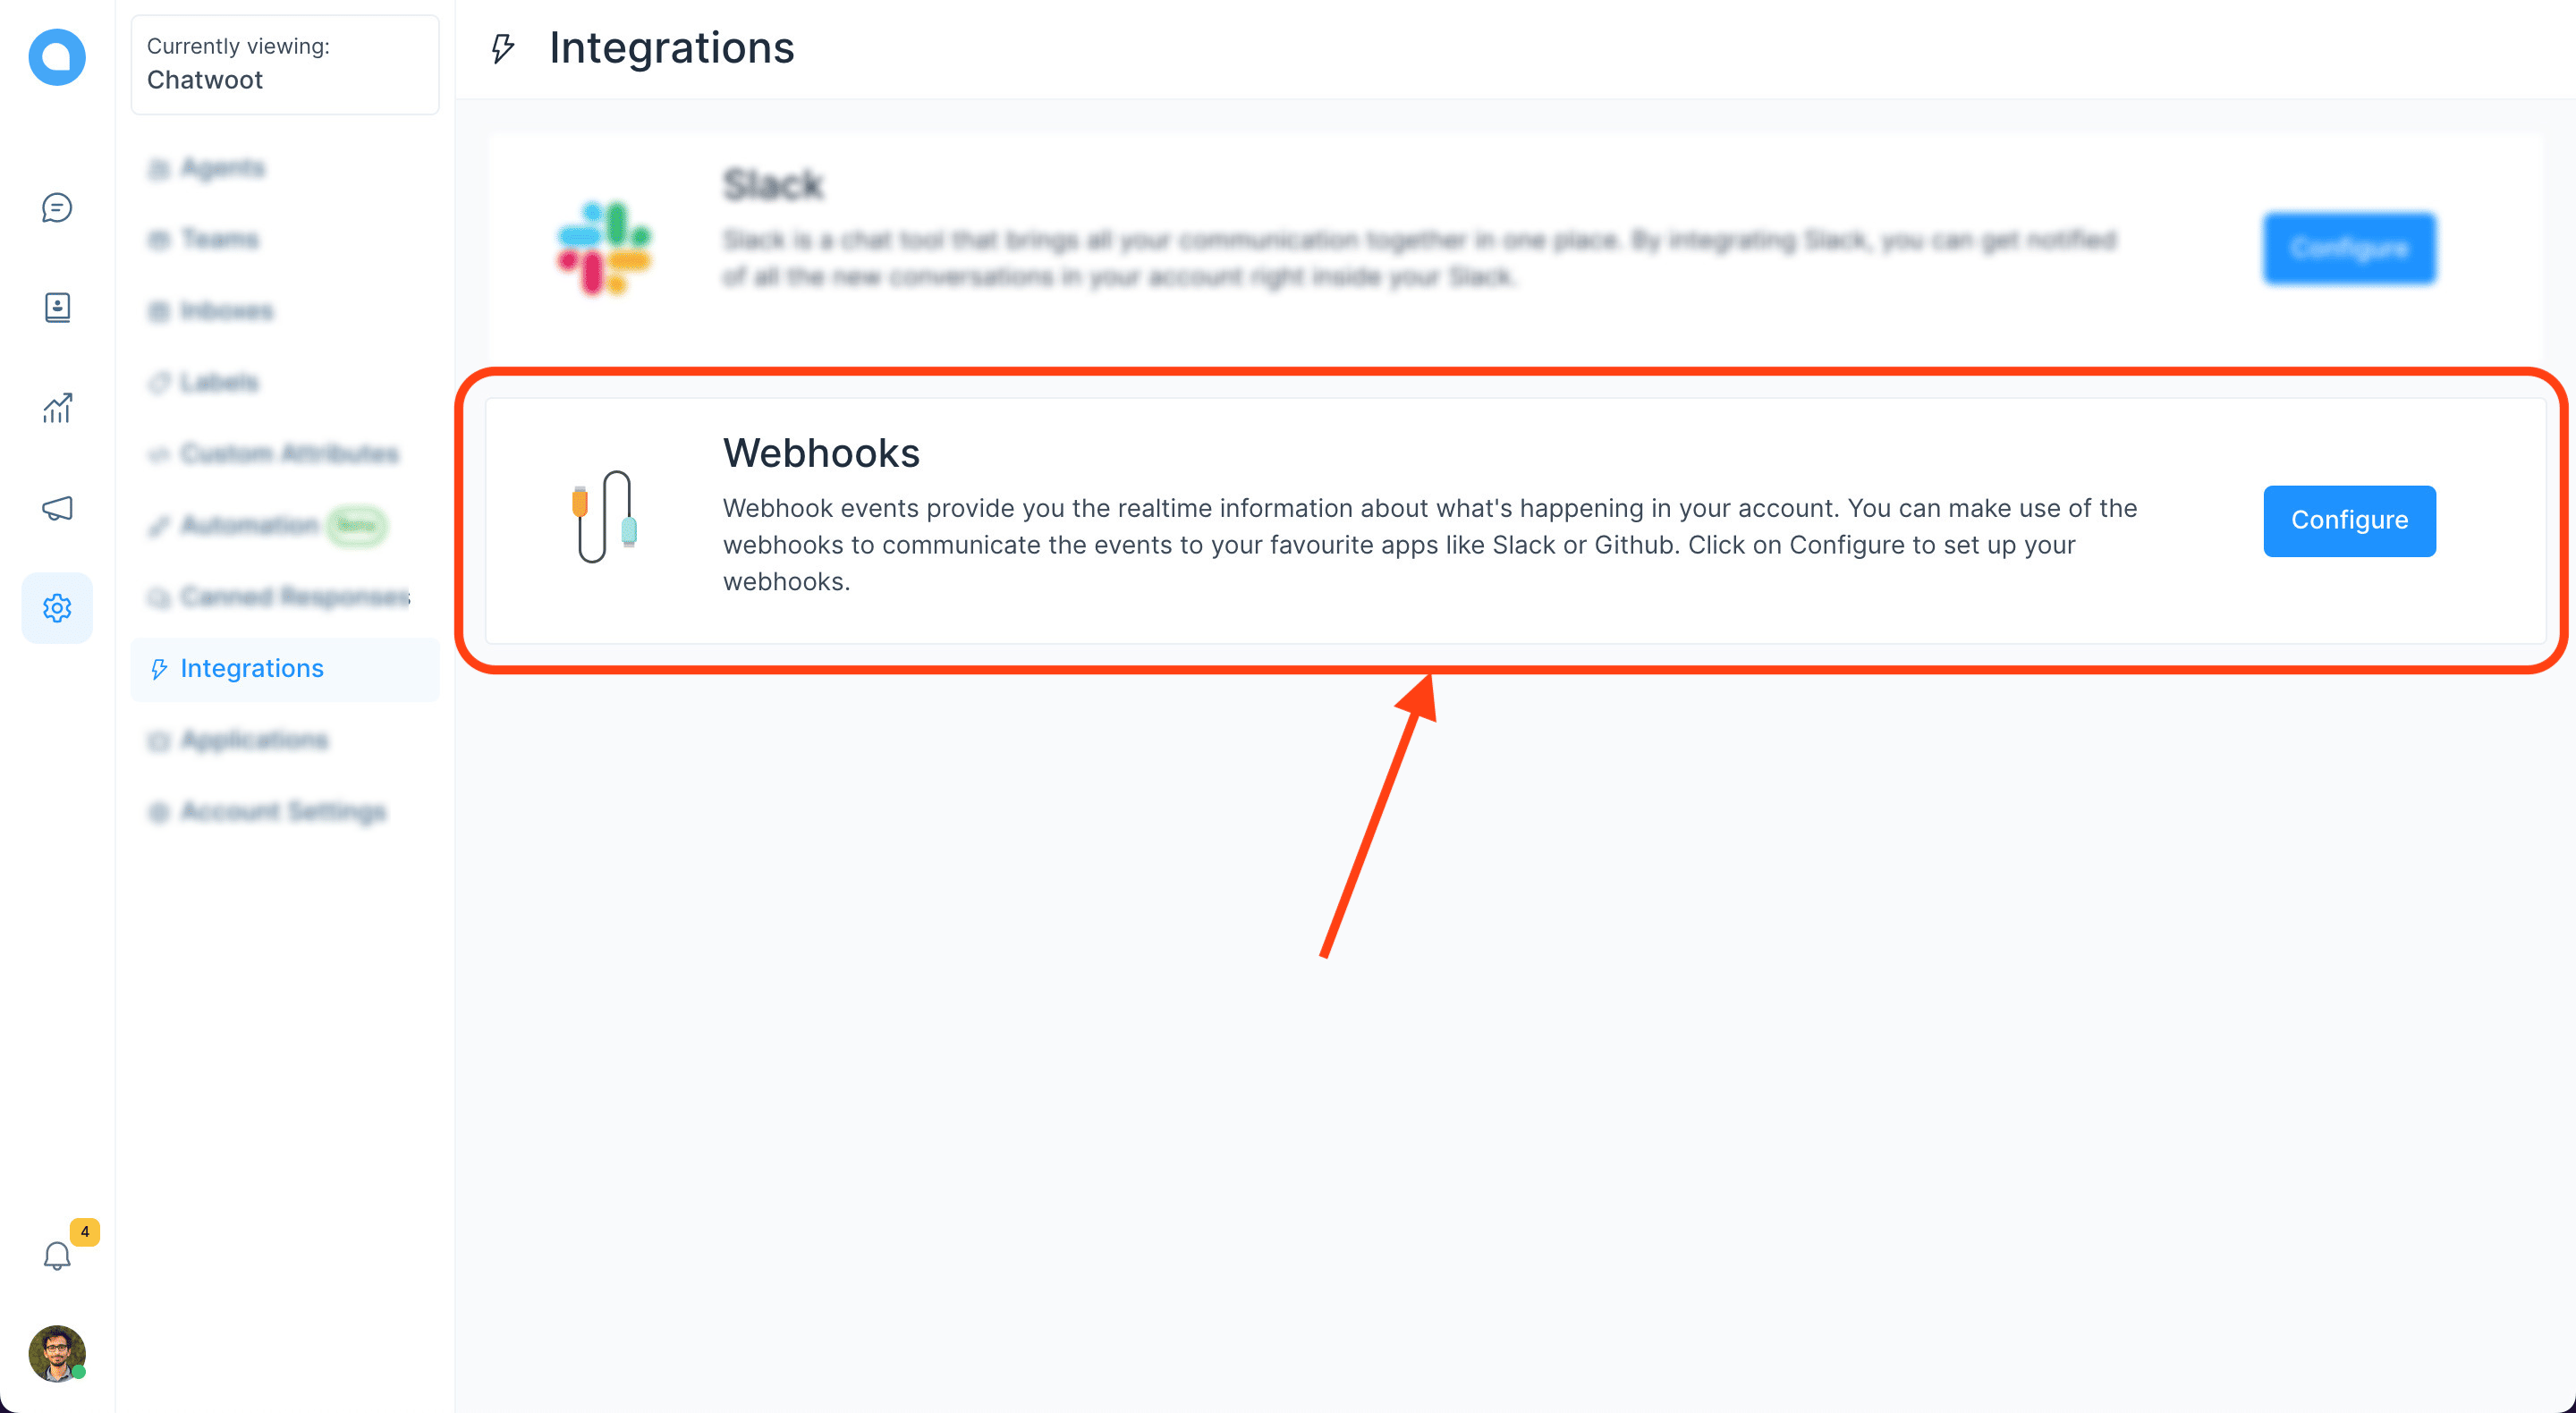 Currently viewing:
Chatwoot
Integrations
Agents
Teams
Inboxes
Labels
Custom Attributes
Automation
Canned Responses
Integrations
Applications
Account Settings
4
Slack
Slack is a chat tool that brings all your communication together in one place. By integrating Slack, you can get notified
of all the new conversations in your account right inside your Slack.
Configure
Webhooks
Webhook events provide you the realtime information about what's happening in your account. You can make use of the
webhooks to communicate the events to your favourite apps like Slack or Github. Click on Configure to set up your
webhooks.
Configure